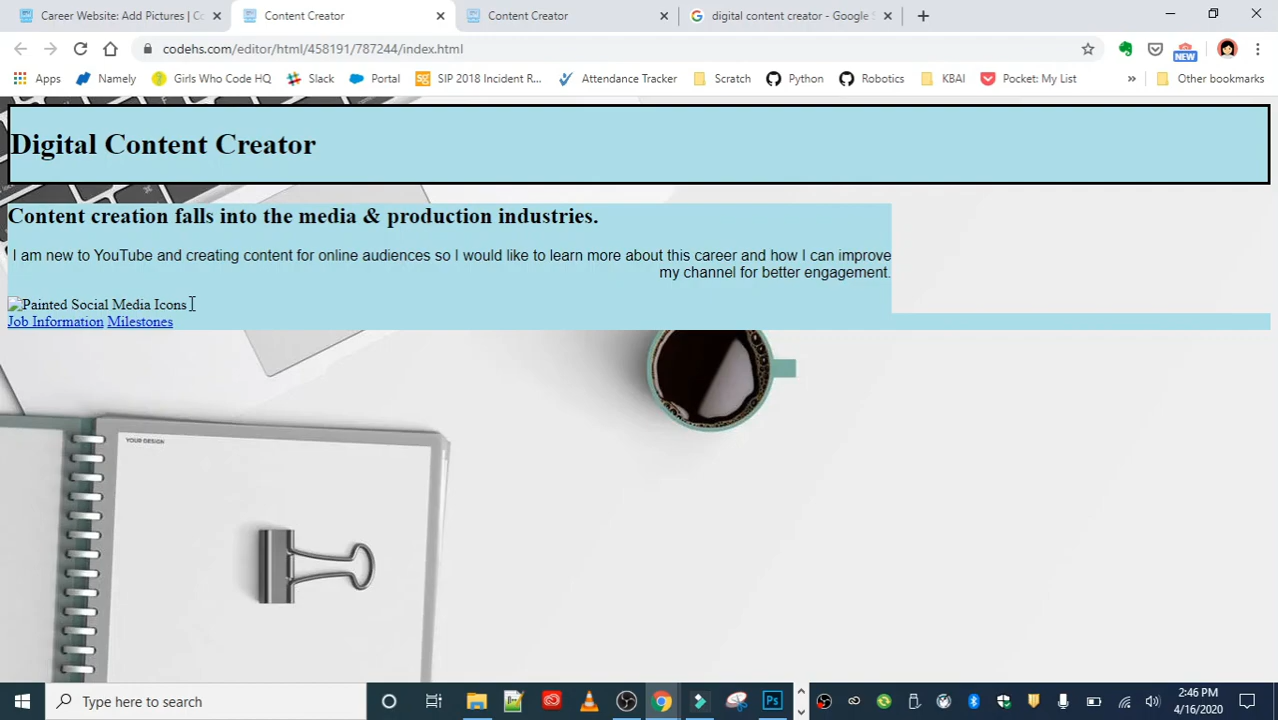 Career Website: Add Pictures | Co
Content Creator
Content Creator
digital content creator - Google S
codehs.com/editor/html/458191/787244/index.html
NEW
Apps
Namely
Girls Who Code HQ
Slack
Portal
SIP 2018 Incident R...
Attendance Tracker
Scratch
Python
Robotics
KBAI
Pocket: My List
»
Other bookmarks
Digital Content Creator
Content creation falls into the media & production industries.
I am new to YouTube and creating content for online audiences so I would like to learn more about this career and how I can improve
my channel for better engagement.
Painted Social Media Icons
Job Information Milestones
YOUR DESIGN
Type here to search
2:46 PM
4/16/2020